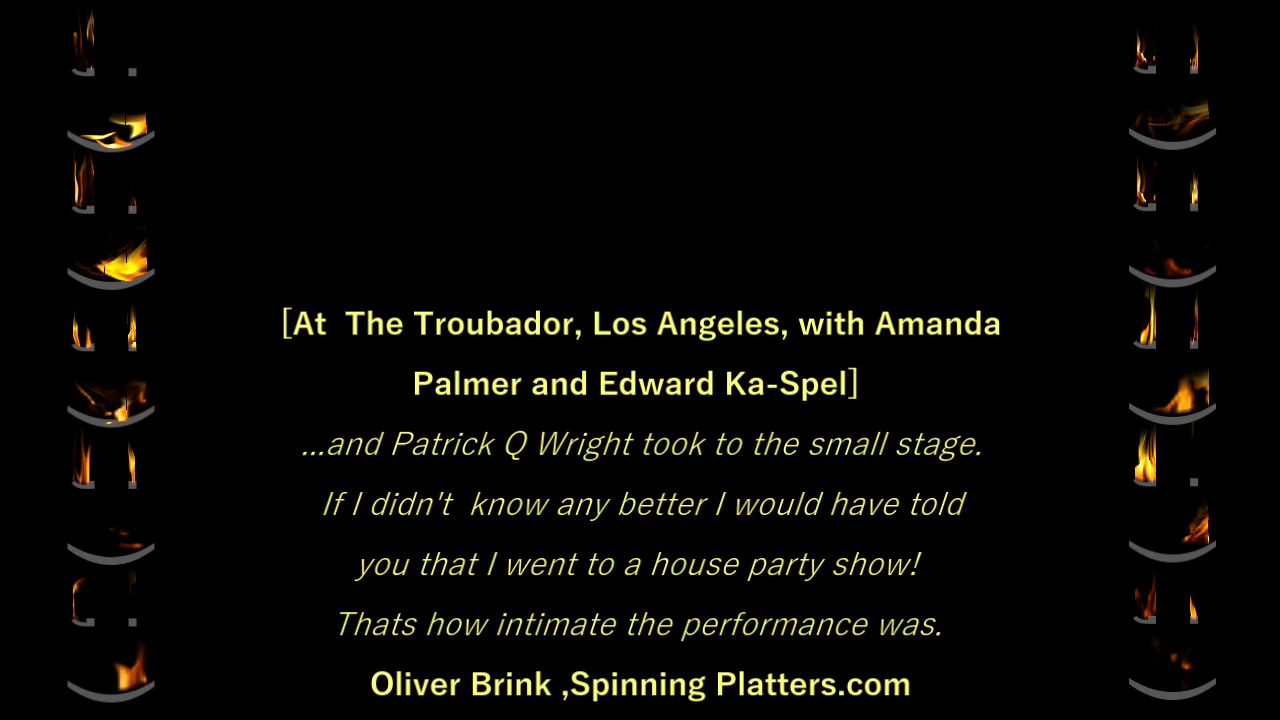 [At  The Troubador, Los Angeles, with Amanda
Palmer and Edward Ka-Spel]
...and Patrick Q Wright took to the small stage.
If I didn't  know any better I would have told
you that I went to a house party show!
Thats how intimate the performance was.
Oliver Brink ,Spinning Platters.com